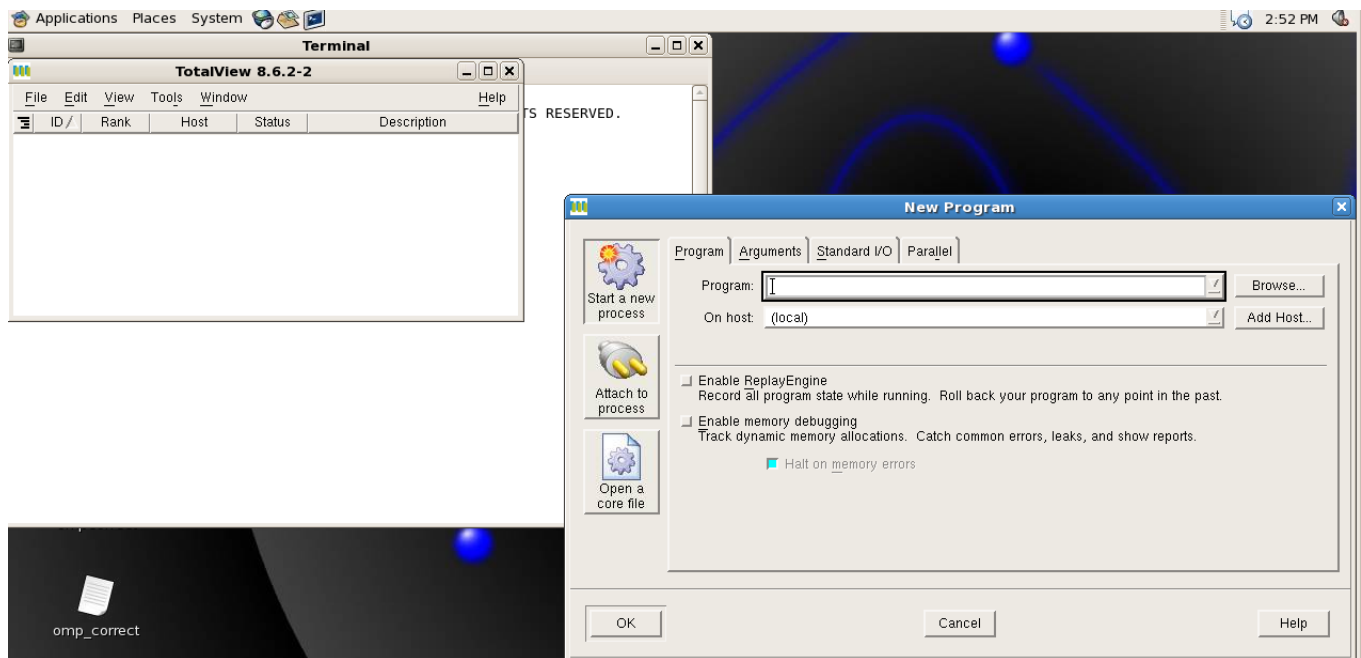 Applications Places System 2:52 PM
Terminal
TotalView 8.6.2-2
File Edit View Tools Window Help
TS RESERVED.
ID / Rank Host Status Description
New Program
Program Arguments Standard I/O Parallel
Start a new
process
Program: Browse...
On host: (local) Add Host...
Attach to
process
Enable ReplayEngine
Record all program state while running. Roll back your program to any point in the past.
Enable memory debugging
Track dynamic memory allocations. Catch common errors, leaks, and show reports.
Halt on memory errors
Open a
core file
omp_correct
OK Cancel Help